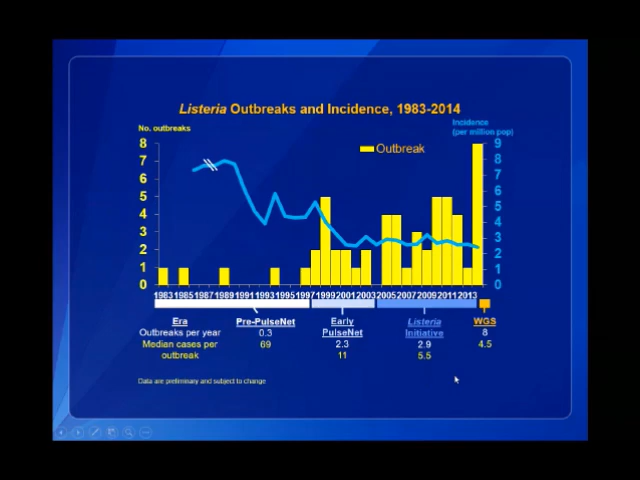 Listeria Outbreaks and Incidence, 1983-2014
No. outbreaks
Incidence
(per million pop)
Outbreak
8 9
7 8
6 7
5 6
4 5
3 4
2 3
1 2
0 1
0
1983 1985 1987 1989 1991 1993 1995 1997 1999 2001 2003 2005 2007 2009 2011 2013
Era Pre-PulseNet Early PulseNet Listeria Initiative WGS
Outbreaks per year 0.3 2.3 2.9 8
Median cases per outbreak 69 11 5.5 4.5
Data are preliminary and subject to change